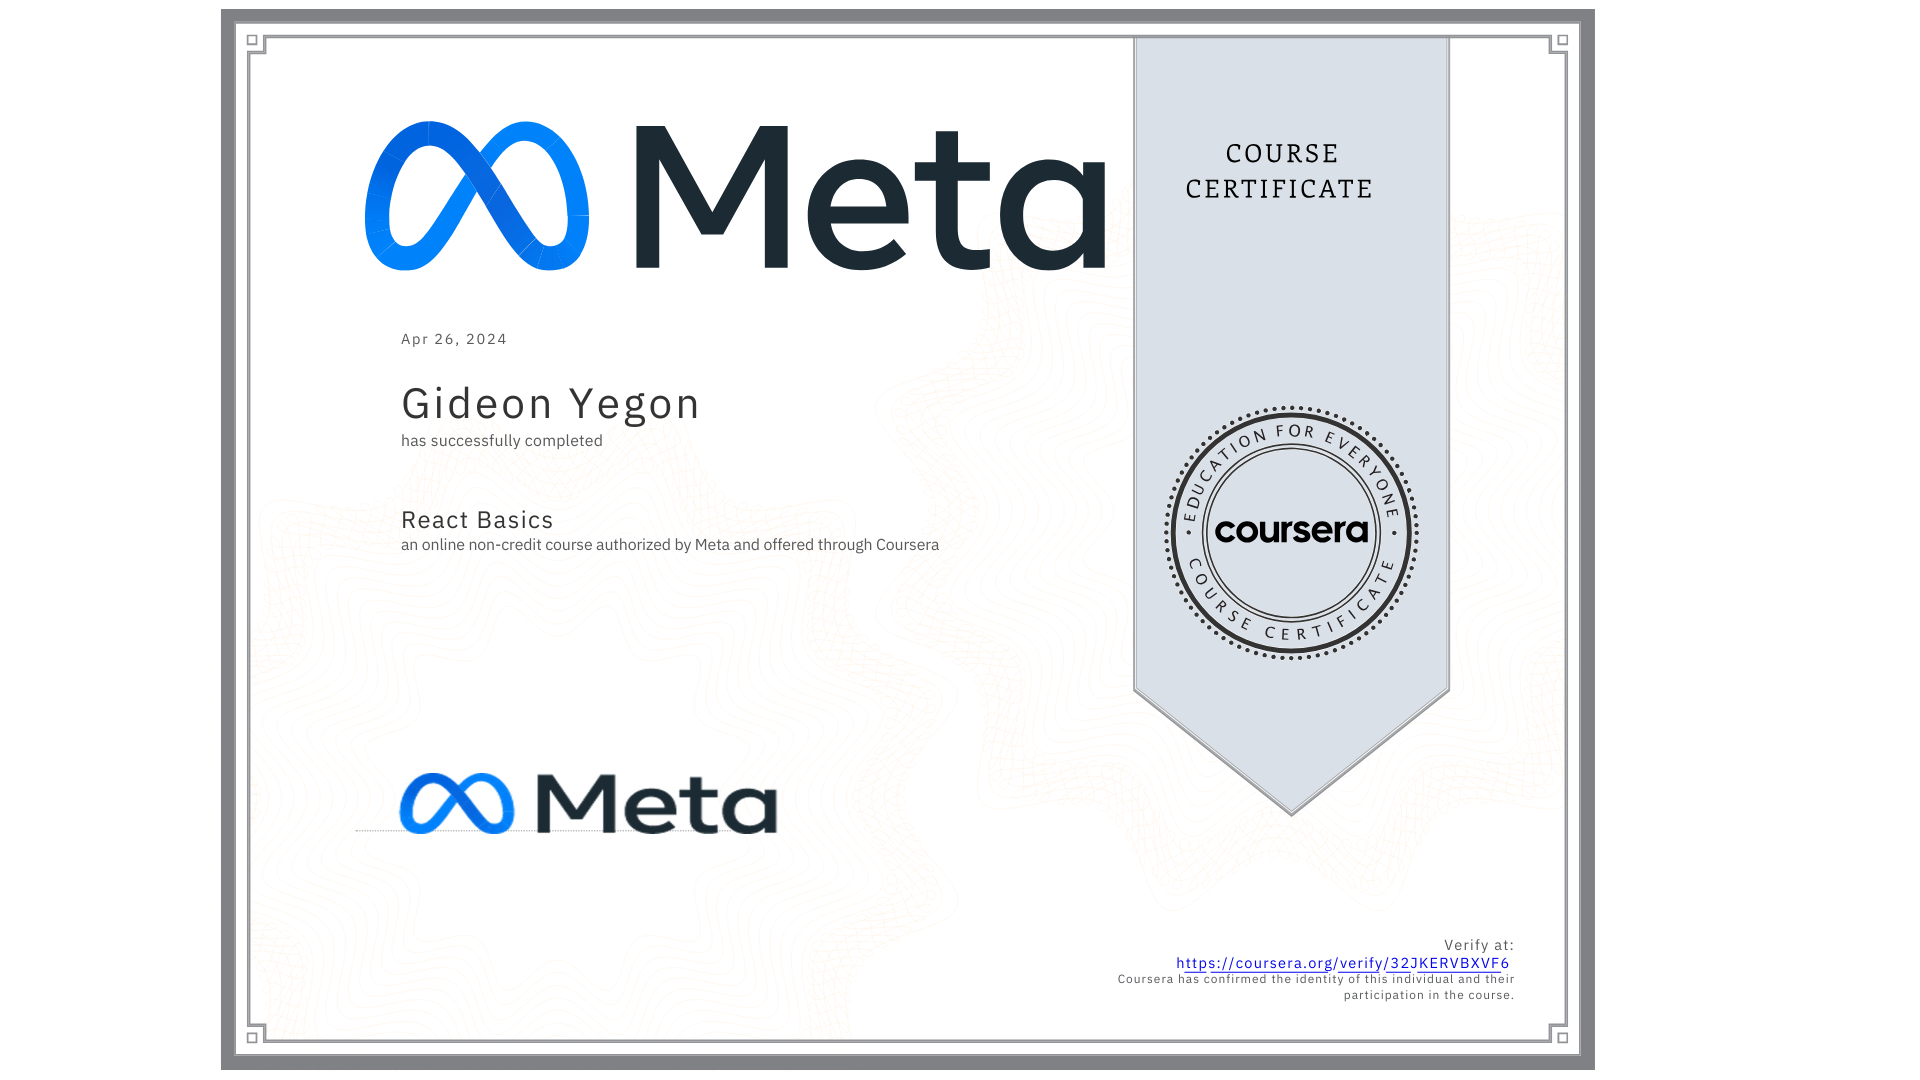 Meta
COURSE
CERTIFICATE
Apr 26, 2024
Gideon Yegon
has successfully completed
React Basics
an online non-credit course authorized by Meta and offered through Coursera
EDUCATION FOR EVERYONE
coursera
COURSE CERTIFICATE
Meta
Verify at:
https://coursera.org/verify/32JKERVBXVF6
Coursera has confirmed the identity of this individual and their
participation in the course.